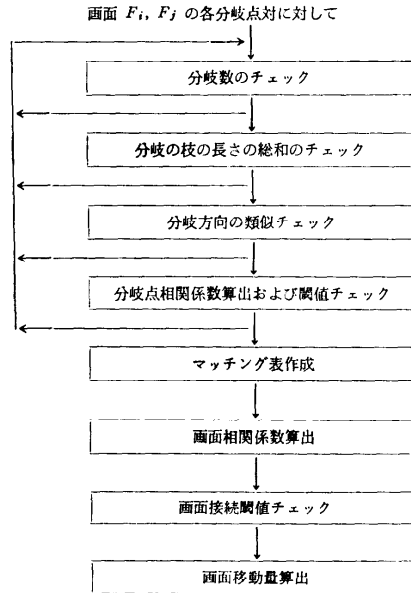 画面 Fi, Fj の各分岐点対に対して
分岐数のチェック
分岐の枝の長さの総和のチェック
分岐方向の類似チェック
分岐点相関係数算出および閾値チェック
マッチング表作成
画面相関係数算出
画面接続閾値チェック
画面移動量算出